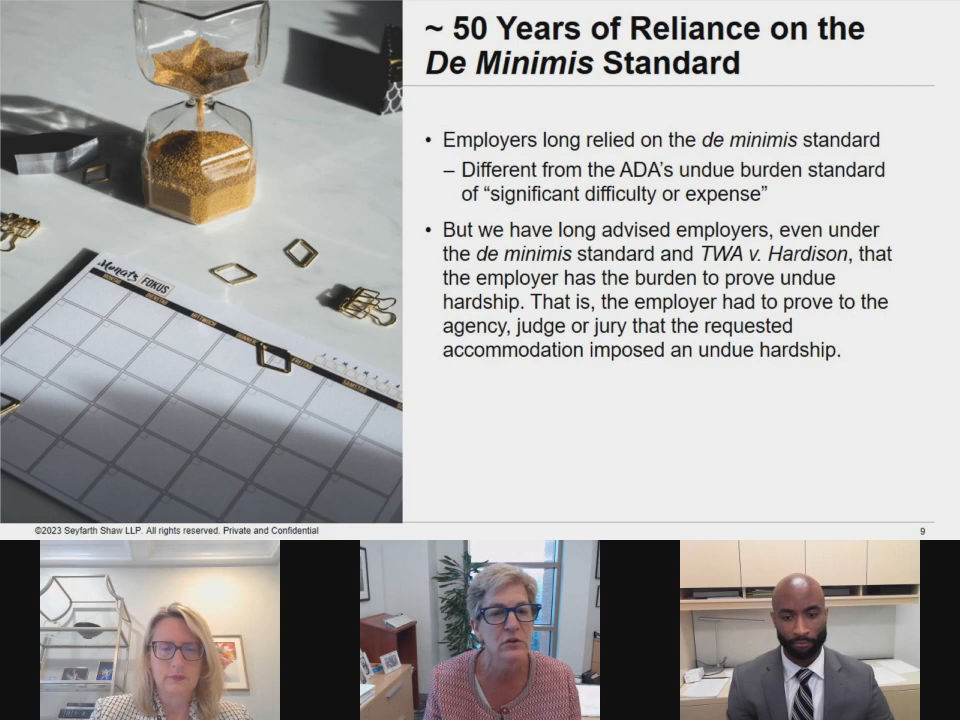 ~ 50 Years of Reliance on the
De Minimis Standard
• Employers long relied on the de minimis standard
– Different from the ADA's undue burden standard
of “significant difficulty or expense”
• But we have long advised employers, even under
the de minimis standard and TWA v. Hardison, that
the employer has the burden to prove undue
hardship. That is, the employer had to prove to the
agency, judge or jury that the requested
accommodation imposed an undue hardship.
Monats
FOKUS
MITTWOCH
FREITAG
SAMSTAG
©2023 Seyfarth Shaw LLP. All rights reserved. Private and Confidential
9